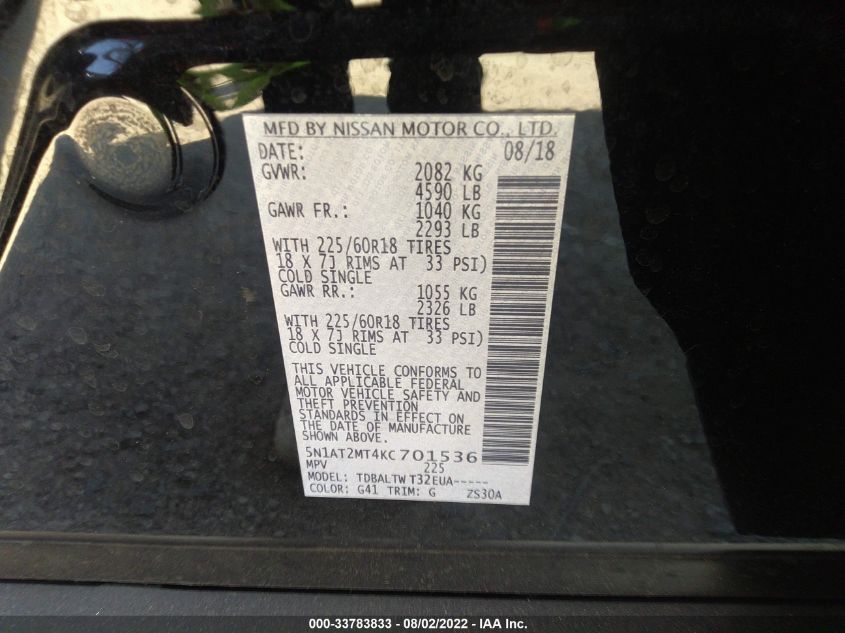 MFD BY NISSAN MOTOR CO., LTD.
DATE: 08/18
GVWR: 2082 KG
4590 LB
GAWR FR.: 1040 KG
2293 LB
WITH 225/60R18 TIRES
18 X 7J RIMS AT 33 PSI)
COLD SINGLE
GAWR RR.: 1055 KG
2326 LB
WITH 225/60R18 TIRES
18 X 7J RIMS AT 33 PSI)
COLD SINGLE
THIS VEHICLE CONFORMS TO
ALL APPLICABLE FEDERAL
MOTOR VEHICLE SAFETY AND
THEFT PREVENTION
STANDARDS IN EFFECT ON
THE DATE OF MANUFACTURE
SHOWN ABOVE.
5N1AT2MT4KC701536
MPV 225
MODEL: TDBALTW T32EUA-----
COLOR: G41 TRIM: G ZS30A
000-33783833 - 08/02/2022 - IAA Inc.